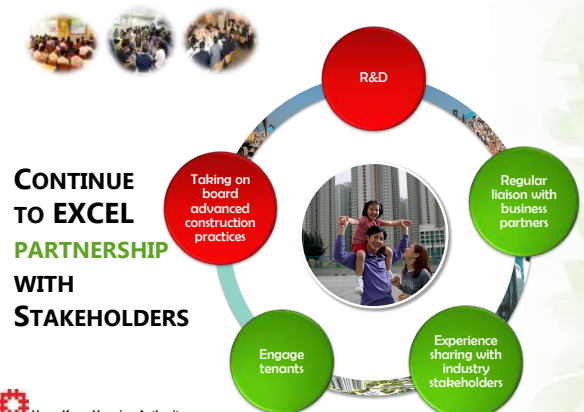 CONTINUE
TO EXCEL
PARTNERSHIP
WITH
STAKEHOLDERS
R&D
Regular
liaison with
business
partners
Experience
sharing with
industry
stakeholders
Engage
tenants
Taking on
board
advanced
construction
practices